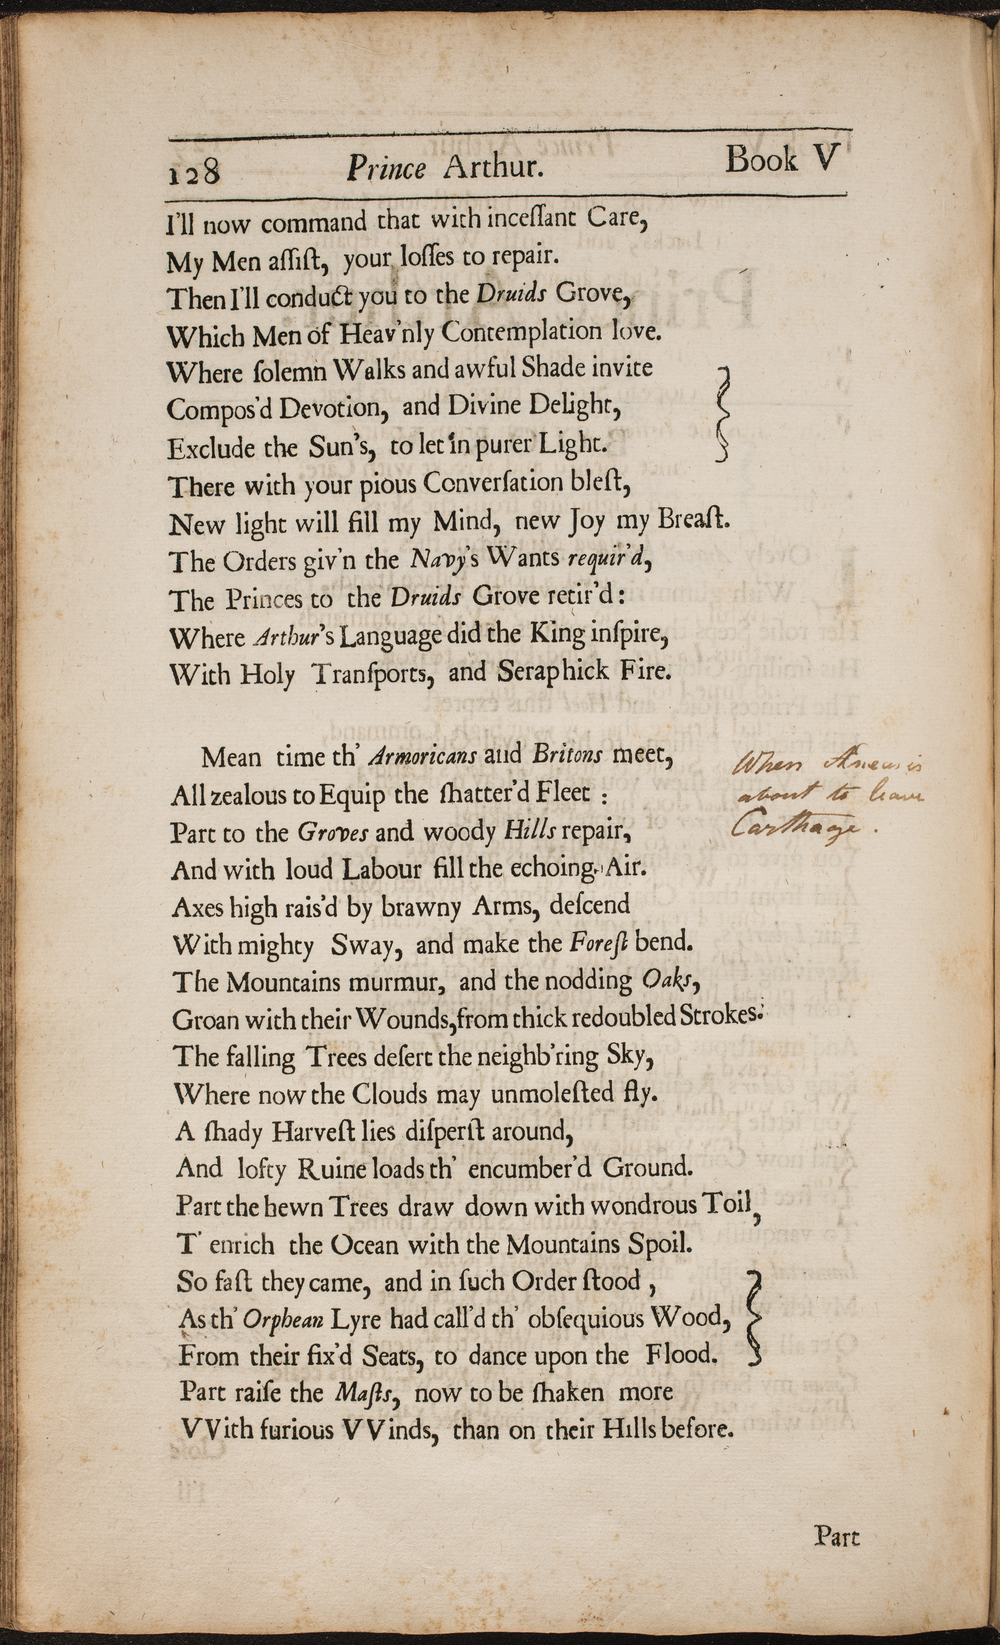 128 Prince Arthur. Book V
I'll now command that with inceſſant Care,
My Men aſſiſt, your loſſes to repair.
Then I'll conduct you to the Druids Grove,
Which Men of Heav'nly Contemplation love.
Where ſolemn Walks and awful Shade invite
Compos'd Devotion, and Divine Delight,
Exclude the Sun's, to let in purer Light.
There with your pious Converſation bleſt,
New light will fill my Mind, new Joy my Breaſt.
The Orders giv'n the Navy's Wants requir'd,
The Princes to the Druids Grove retir'd:
Where Arthur's Language did the King inſpire,
With Holy Tranſports, and Seraphick Fire.
Mean time th' Armoricans and Britons meet,
All zealous to Equip the ſhatter'd Fleet :
Part to the Groves and woody Hills repair,
And with loud Labour fill the echoing Air.
Axes high rais'd by brawny Arms, deſcend
With mighty Sway, and make the Foreſt bend.
The Mountains murmur, and the nodding Oaks,
Groan with their Wounds,from thick redoubled Strokes.
The falling Trees deſert the neighb'ring Sky,
Where now the Clouds may unmoleſted fly.
A ſhady Harveſt lies diſperſt around,
And lofty Ruine loads th' encumber'd Ground.
Part the hewn Trees draw down with wondrous Toil,
T' enrich the Ocean with the Mountains Spoil.
So faſt they came, and in ſuch Order ſtood ,
As th' Orphean Lyre had call'd th' obſequious Wood,
From their fix'd Seats, to dance upon the Flood.
Part raiſe the Maſts, now to be ſhaken more
VVith furious VVinds, than on their Hills before.
When Aneas is
about to leave
Carthage .
Part